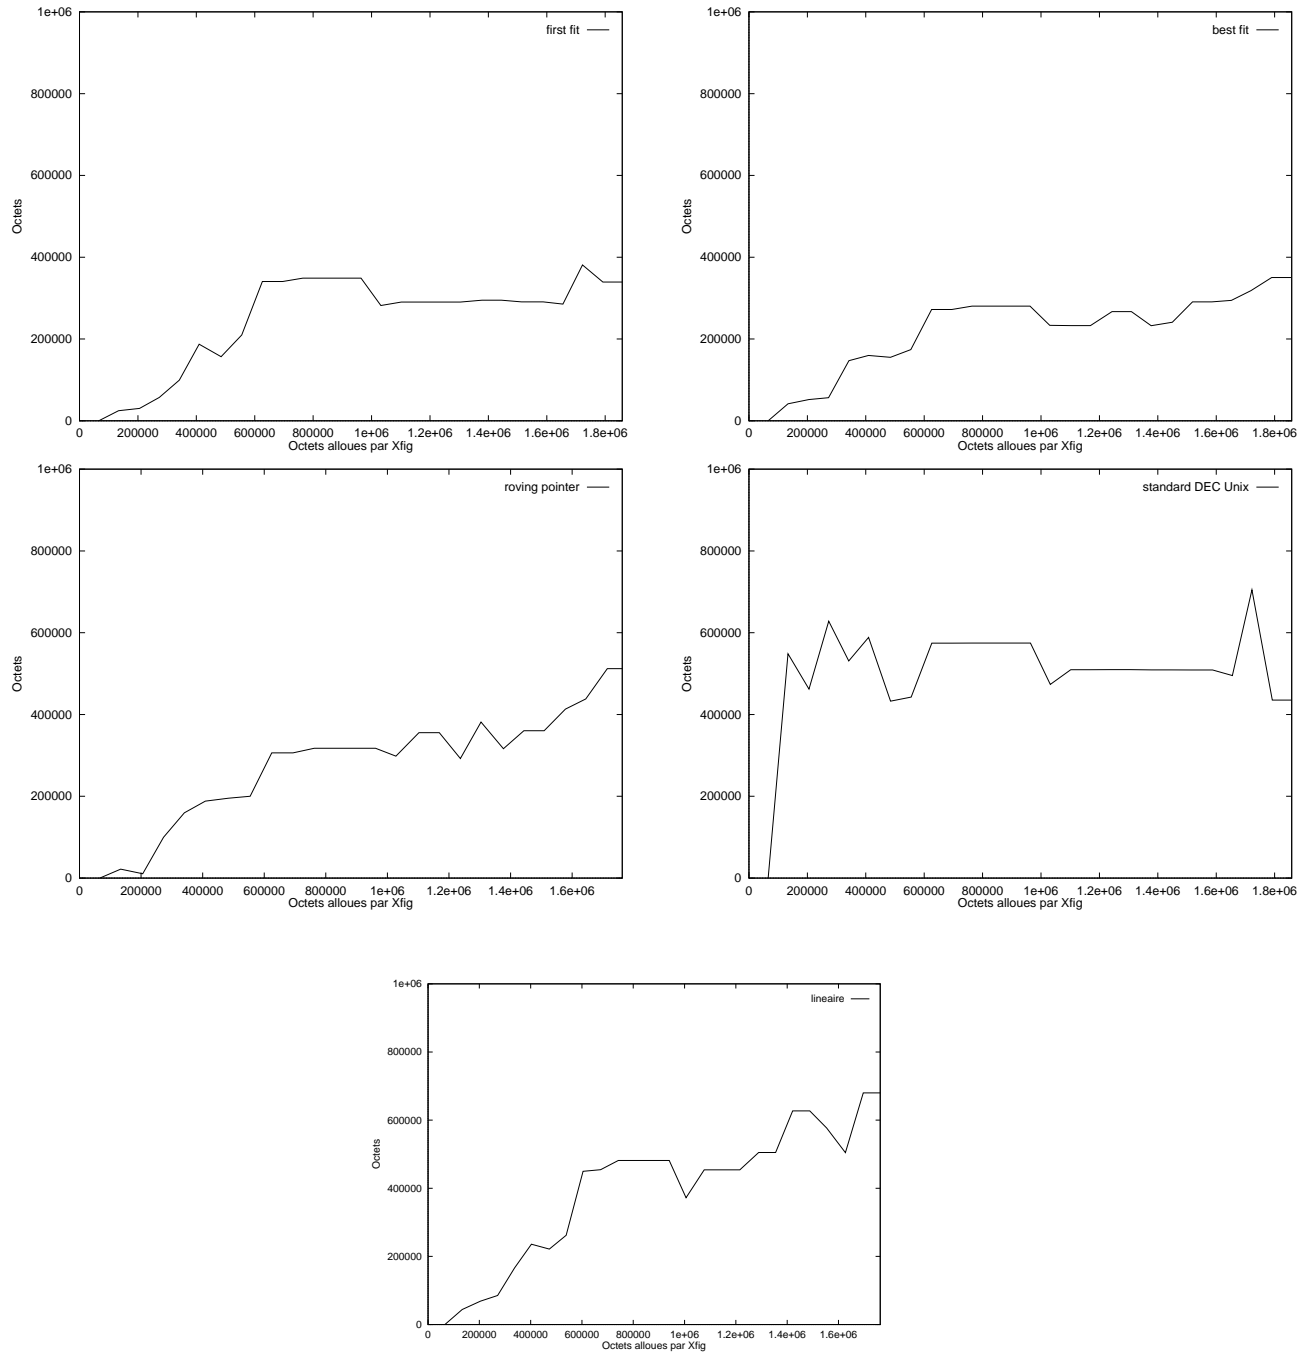 1e+06
first fit
800000
600000
Octets
400000
200000
0
0 200000 400000 600000 800000 1e+06 1.2e+06 1.4e+06 1.6e+06 1.8e+06
Octets alloues par Xfig
1e+06
best fit
800000
600000
Octets
400000
200000
0
0 200000 400000 600000 800000 1e+06 1.2e+06 1.4e+06 1.6e+06 1.8e+06
Octets alloues par Xfig
1e+06
roving pointer
800000
600000
Octets
400000
200000
0
0 200000 400000 600000 800000 1e+06 1.2e+06 1.4e+06 1.6e+06
Octets alloues par Xfig
1e+06
standard DEC Unix
800000
600000
Octets
400000
200000
0
0 200000 400000 600000 800000 1e+06 1.2e+06 1.4e+06 1.6e+06 1.8e+06
Octets alloues par Xfig
1e+06
lineaire
800000
600000
Octets
400000
200000
0
0 200000 400000 600000 800000 1e+06 1.2e+06 1.4e+06 1.6e+06
Octets alloues par Xfig